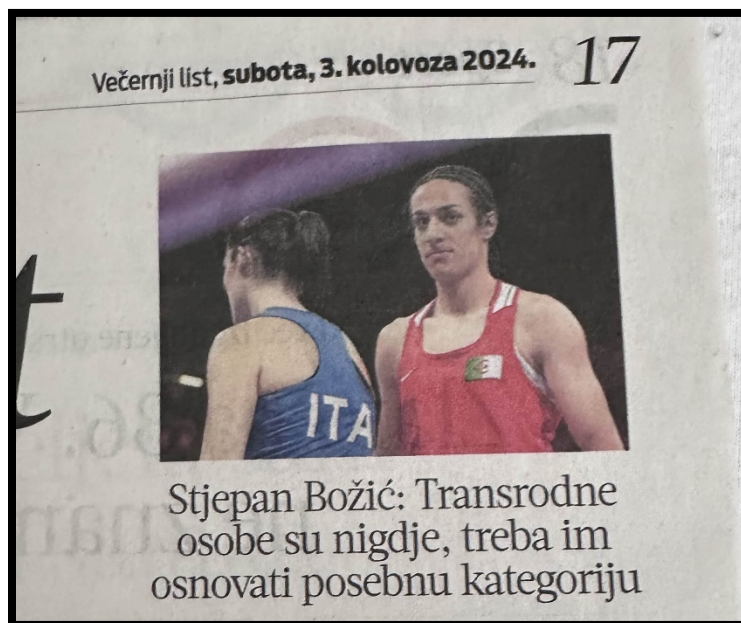 Večernji list, subota, 3. kolovoza 2024. 17
t
ITA
Stjepan Božić: Transrodne
osobe su nigdje, treba im
osnovati posebnu kategoriju